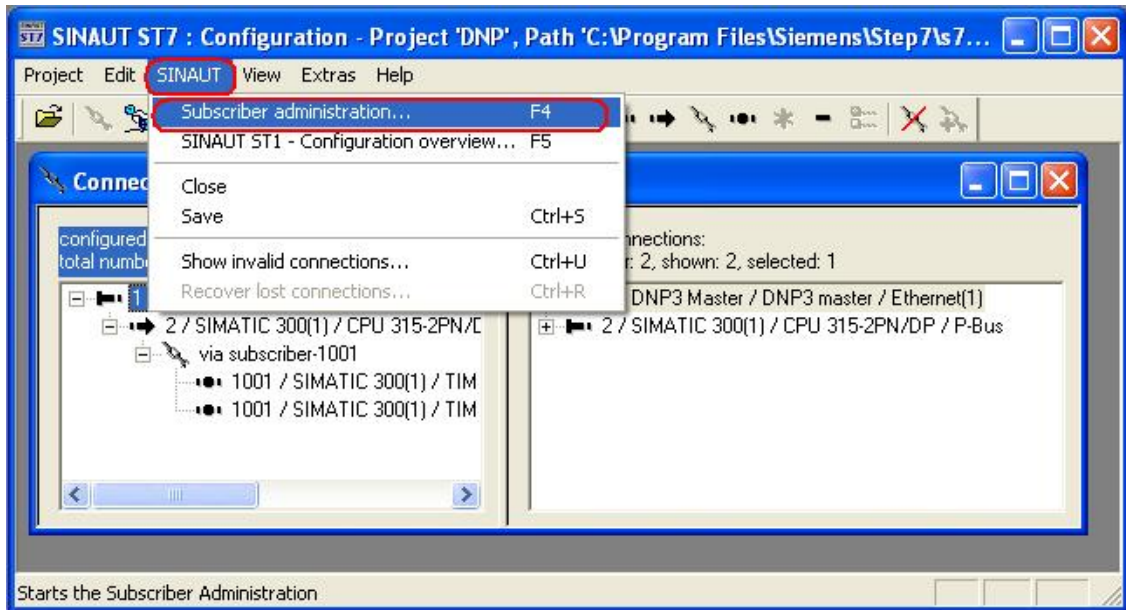 SINAUT ST7 : Configuration - Project 'DNP', Path 'C:\Program Files\Siemens\Step7\s7...
Project Edit SINAUT View Extras Help
Subscriber administration... F4
SINAUT ST1 - Configuration overview... F5
Close
Save Ctrl+S
Show invalid connections... Ctrl+U
Recover lost connections... Ctrl+R
Connec
configured
total numb
nnections:
r: 2, shown: 2, selected: 1
1
2 / SIMATIC 300(1) / CPU 315-2PN/D
via subscriber-1001
1001 / SIMATIC 300(1) / TIM
1001 / SIMATIC 300(1) / TIM
DNP3 Master / DNP3 master / Ethernet(1)
2 / SIMATIC 300(1) / CPU 315-2PN/DP / P-Bus
Starts the Subscriber Administration